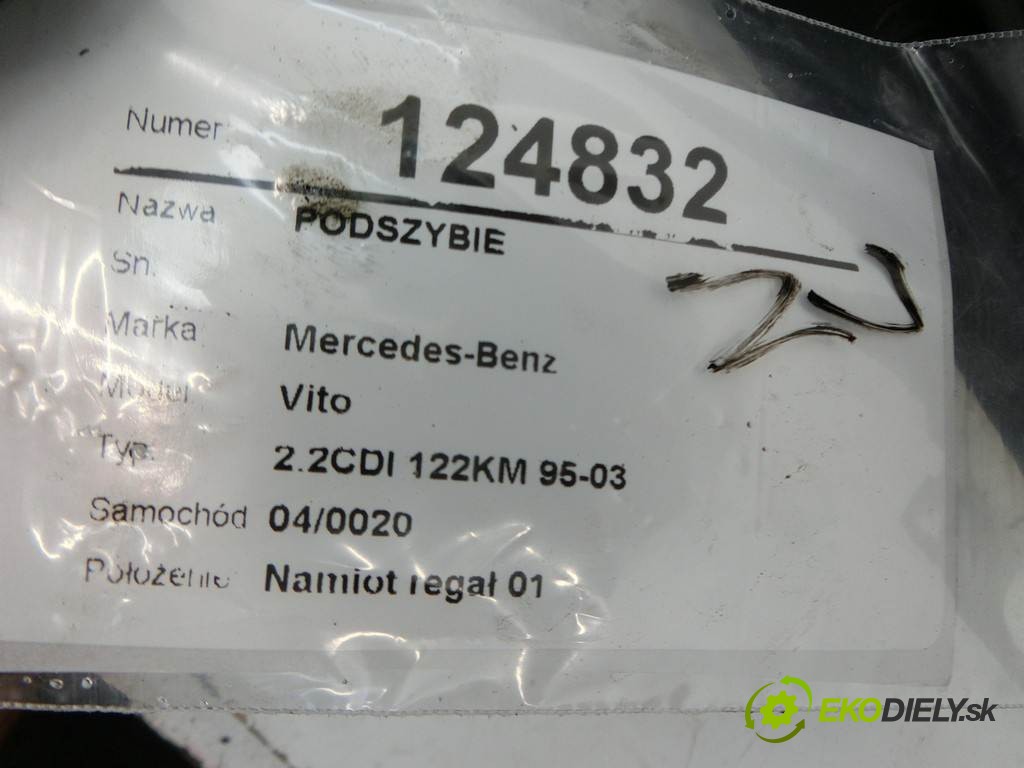 Numer 124832
Nazwa PODSZYBIE
Sn.
Marka Mercedes-Benz
Model Vito
Typ 2.2CDI 122KM 95-03
Samochód 04/0020
Położenie Namiot regał 01
EKODIELY.sk